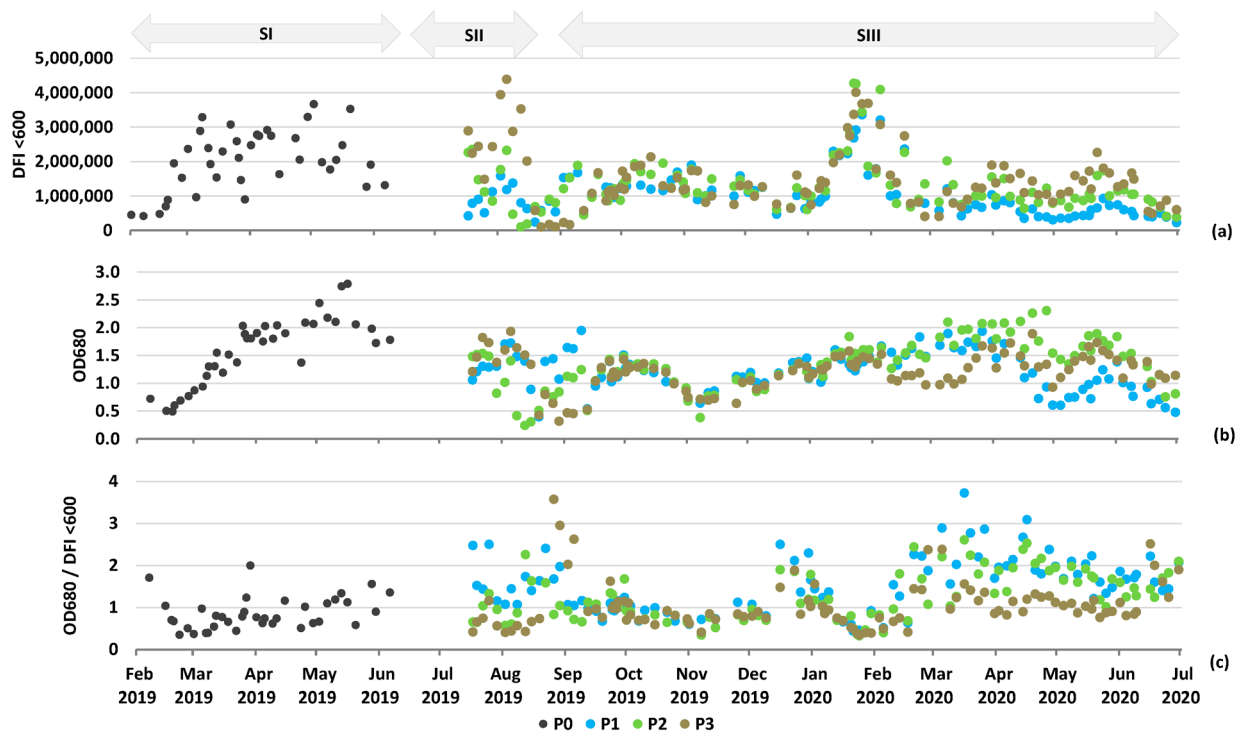 SI SII SIII
DFI <600
5,000,000
4,000,000
3,000,000
2,000,000
1,000,000
0
(a)
OD680
3.0
2.5
2.0
1.5
1.0
0.5
0.0
(b)
OD680 / DFI <600
4
3
2
1
0
(c)
Feb Mar Apr May Jun Jul Aug Sep Oct Nov Dec Jan Feb Mar Apr May Jun Jul
2019 2019 2019 2019 2019 2019 2019 2019 2019 2019 2019 2020 2020 2020 2020 2020 2020 2020
P0 P1 P2 P3